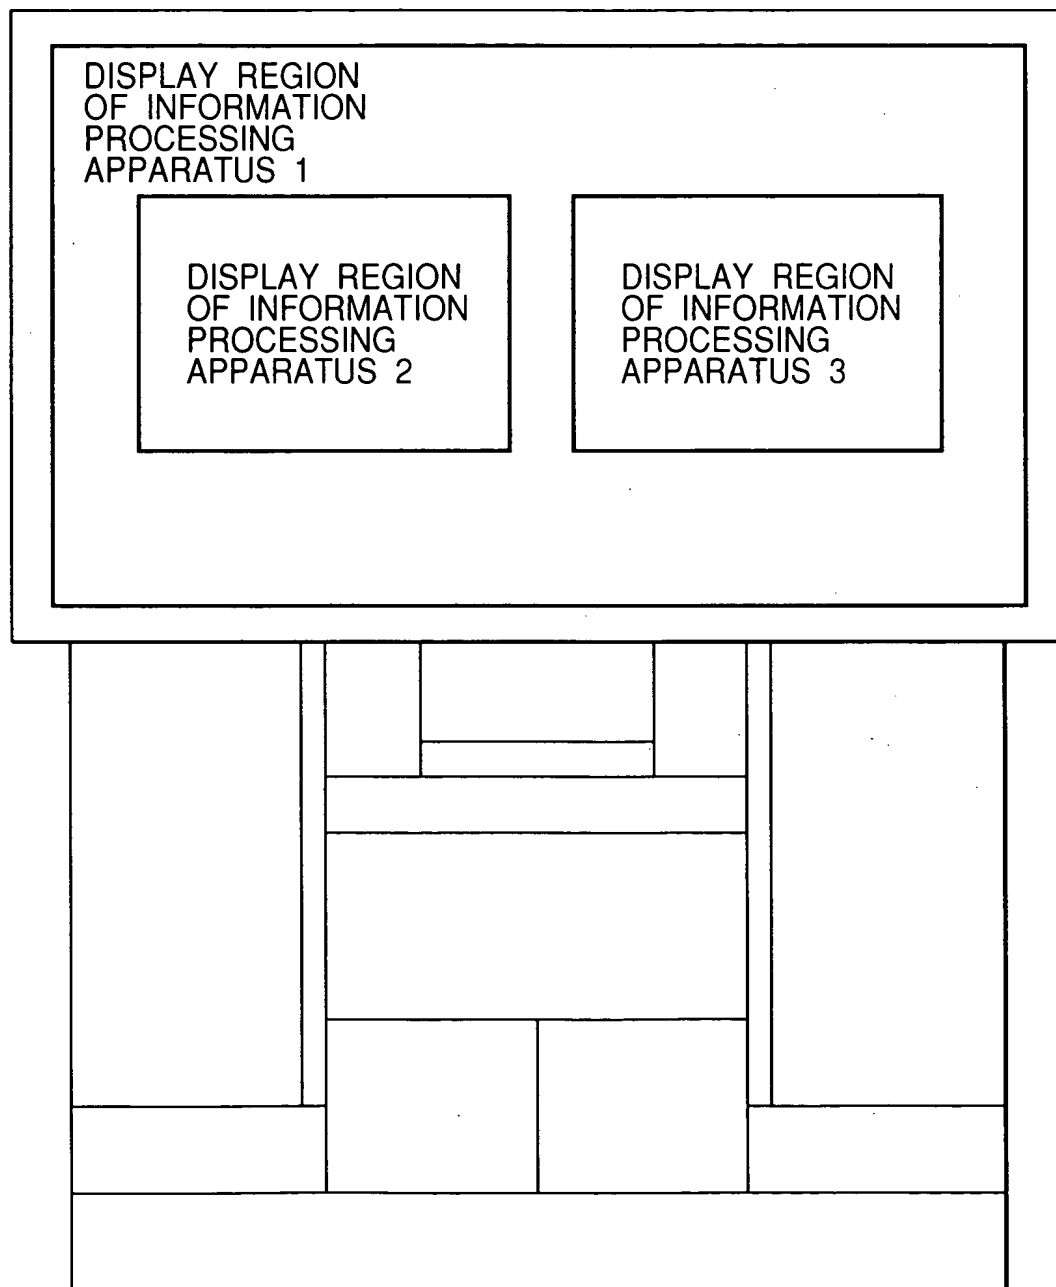 DISPLAY REGION
OF INFORMATION
PROCESSING
APPARATUS 1
DISPLAY REGION
OF INFORMATION
PROCESSING
APPARATUS 2
DISPLAY REGION
OF INFORMATION
PROCESSING
APPARATUS 3